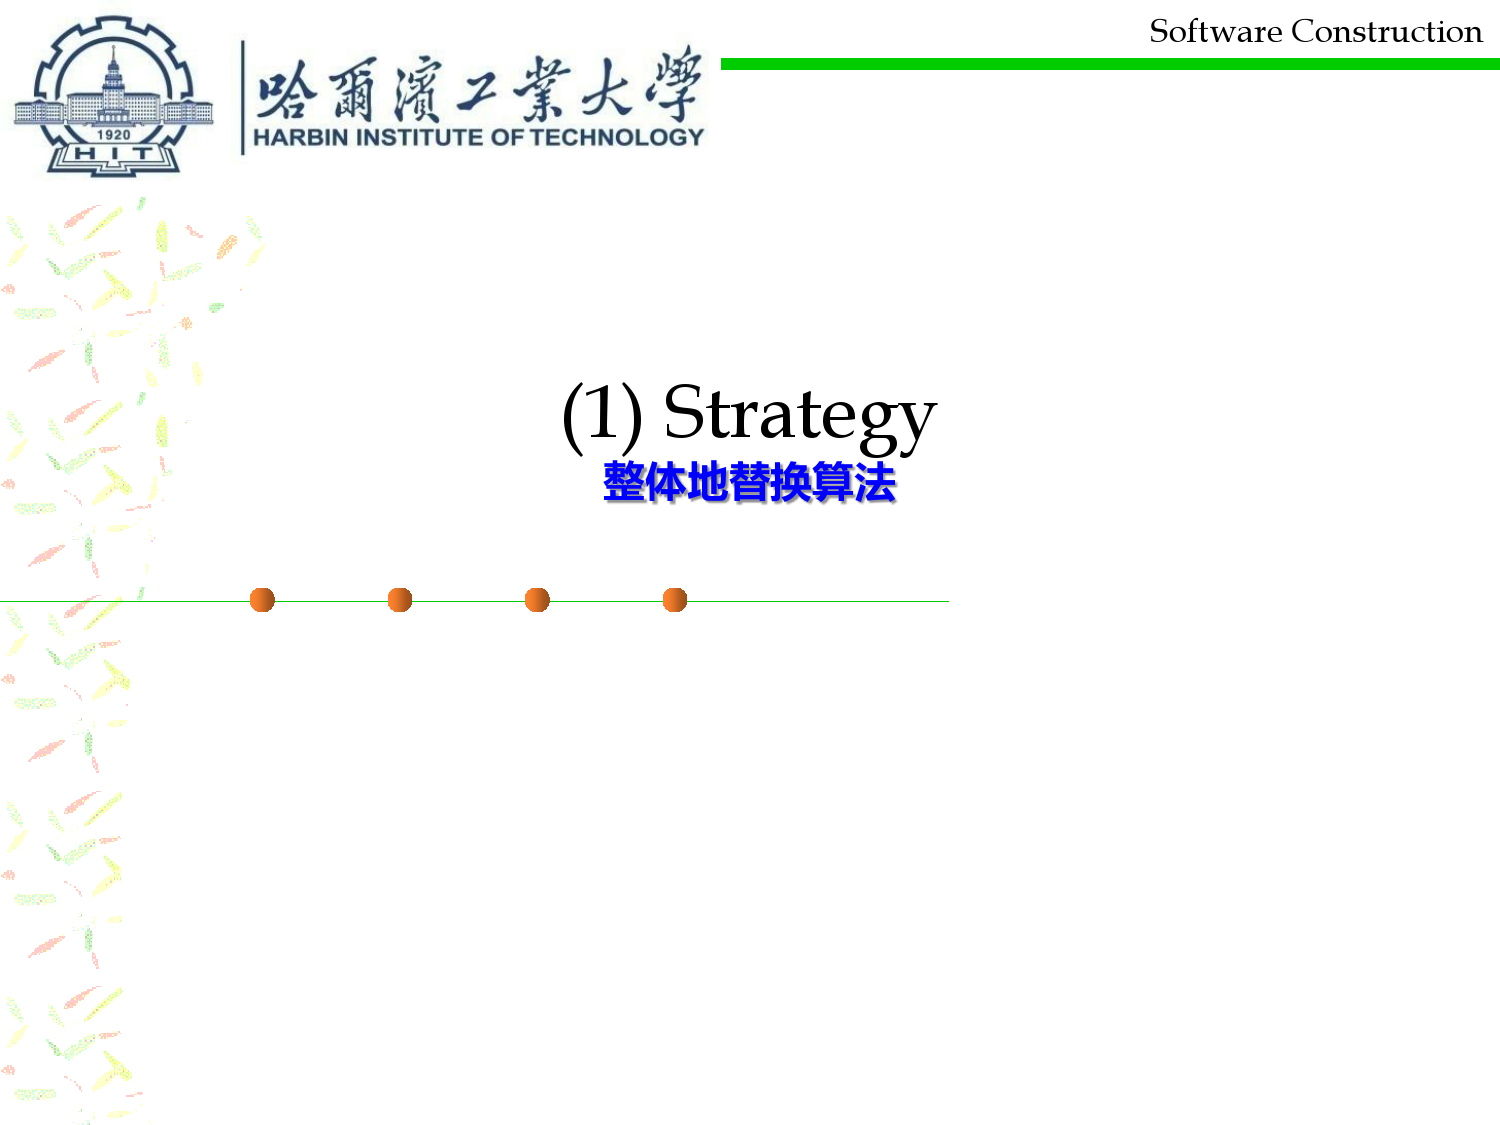 Software Construction
哈爾濱工業大學
HARBIN INSTITUTE OF TECHNOLOGY
1920
HIT
(1) Strategy
整体地替换算法